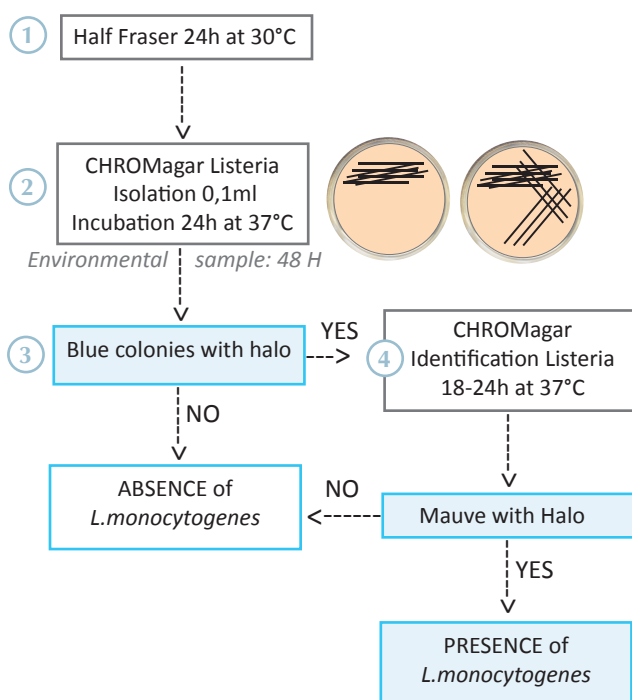 1
Half Fraser 24h at 30°C
2
CHROMagar Listeria
Isolation 0,1ml
Incubation 24h at 37°C
Environmental sample: 48 H
3
Blue colonies with halo
YES
4
CHROMagar
Identification Listeria
18-24h at 37°C
NO
ABSENCE of
L.monocytogenes
NO
Mauve with Halo
YES
PRESENCE of
L.monocytogenes